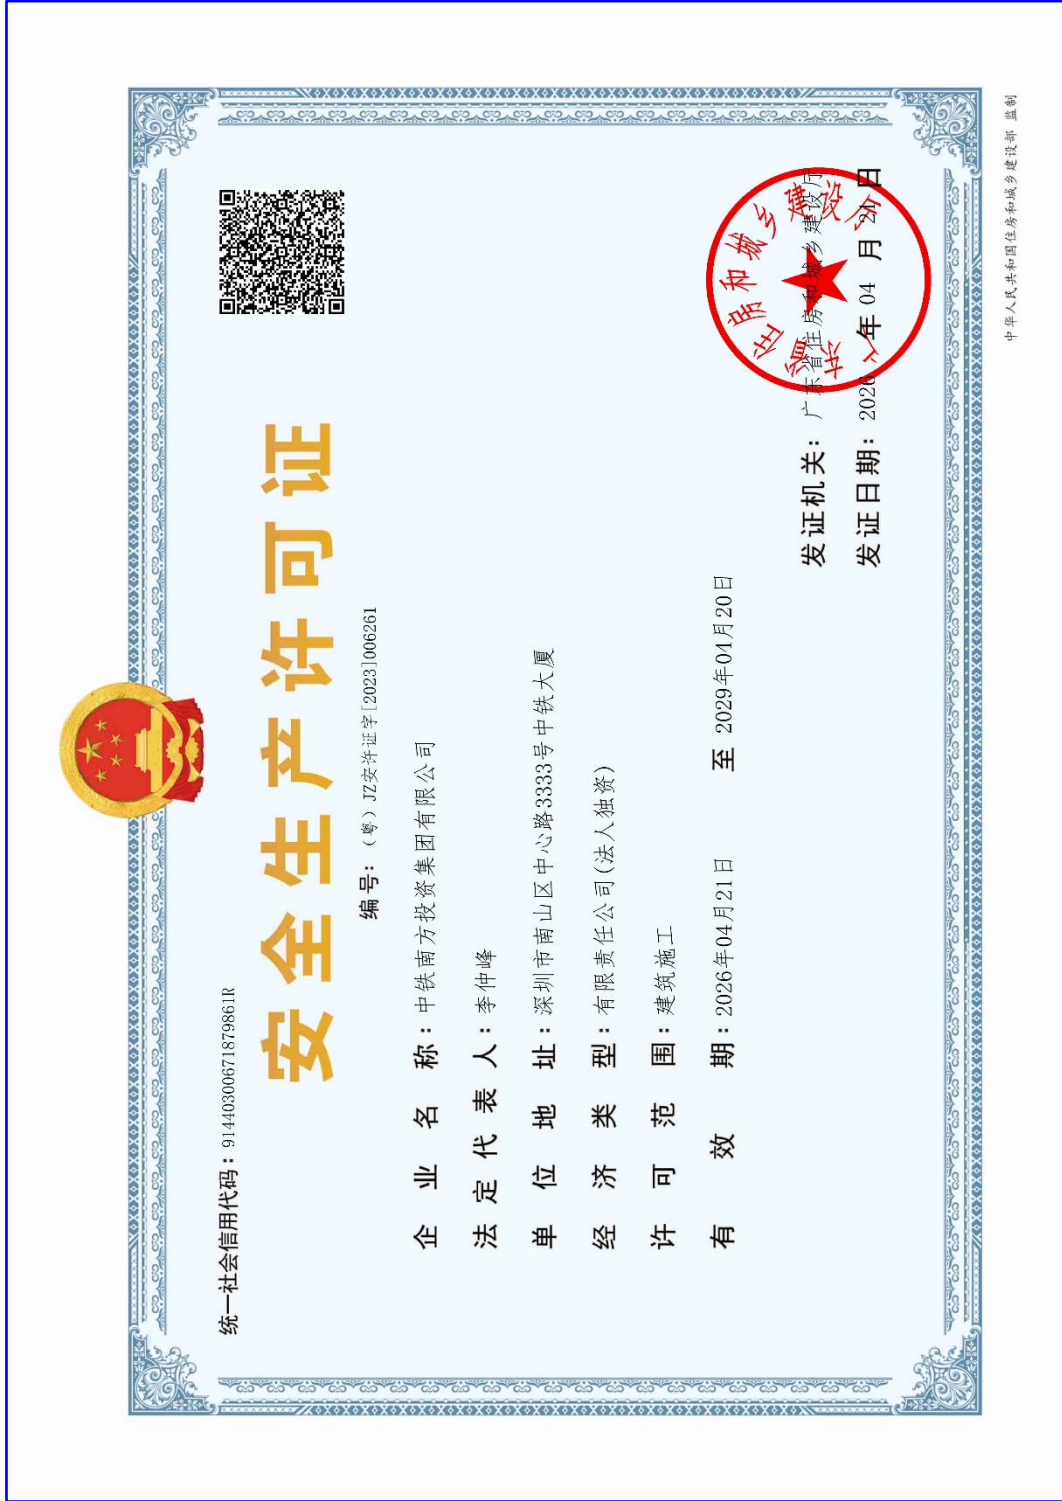 统一社会信用代码：91440300671879861R
安全生产许可证
编号：（粤）JZ安许证字[2023]006261
企业名称：中铁南方投资集团有限公司
法定代表人：李仲峰
单位地址：深圳市南山区中心路3333号中铁大厦
经济类型：有限责任公司(法人独资)
许可范围：建筑施工
有效期：2026年04月21日 至 2029年04月20日
发证机关：广东省住房和城乡建设厅
发证日期：2026年04月21日
广东省住房和城乡建设厅
中华人民共和国住房和城乡建设部 监制